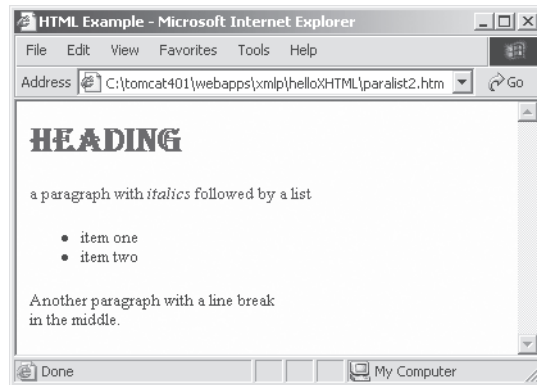 HTML Example - Microsoft Internet Explorer
File Edit View Favorites Tools Help
Address C:\tomcat401\webapps\xmlp\helloXHTML\paralist2.htm Go
HEADING
a paragraph with italics followed by a list
• item one
• item two
Another paragraph with a line break
in the middle.
Done My Computer